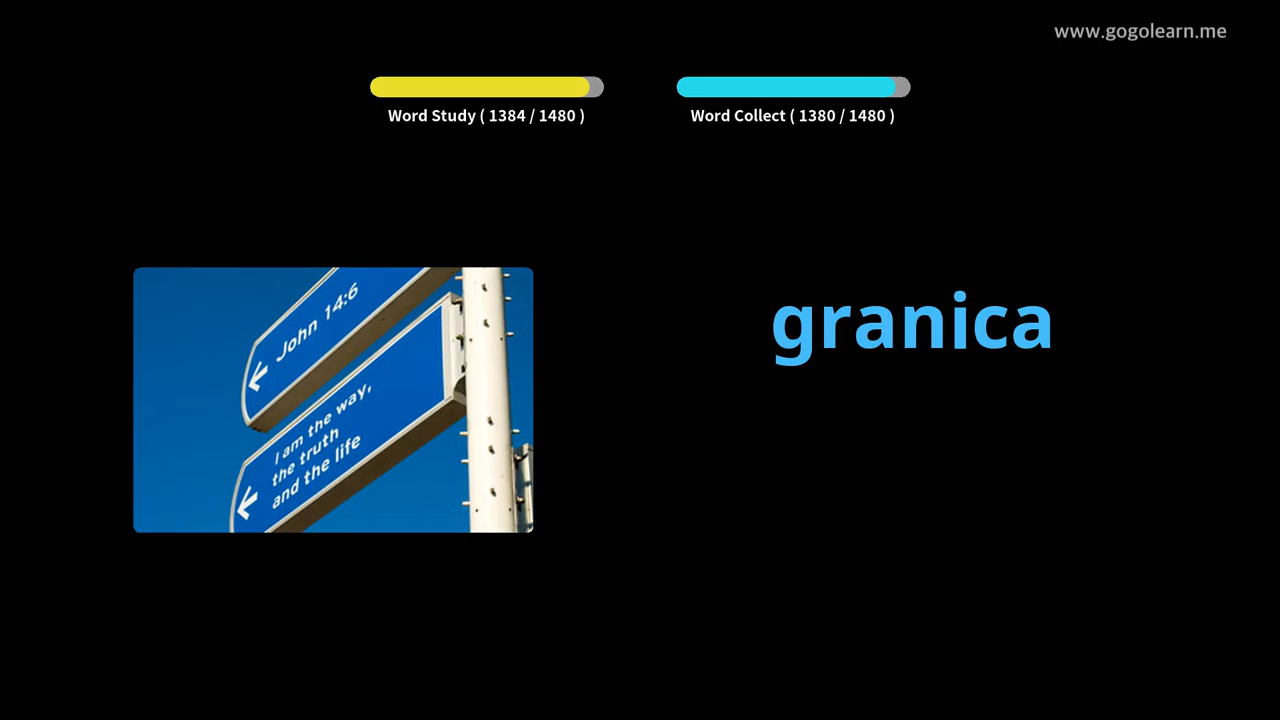 www.gogolearn.me
Word Study ( 1384 / 1480 )
Word Collect ( 1380 / 1480 )
John 14:6
I am the way,
the truth
and the life
granica